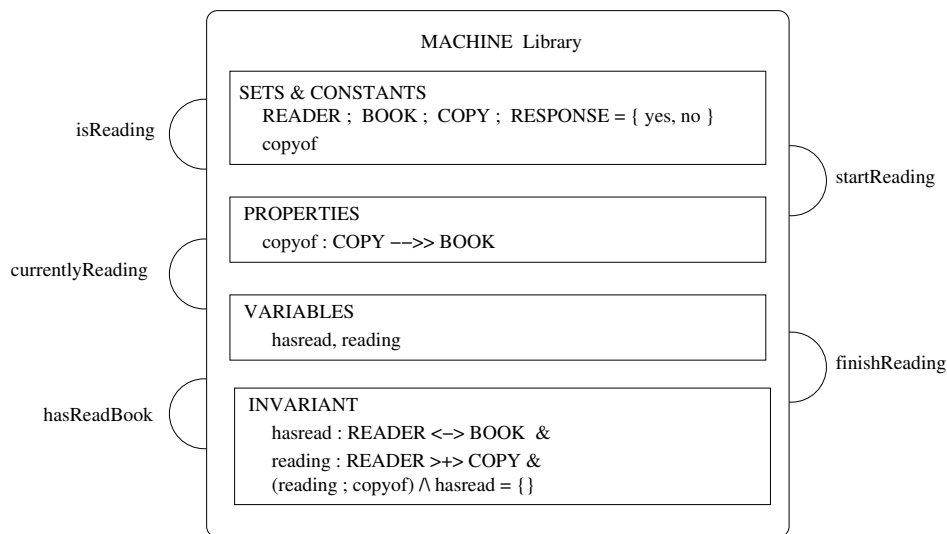 MACHINE Library
SETS & CONSTANTS
READER ; BOOK ; COPY ; RESPONSE = { yes, no }
copyof
isReading
startReading
PROPERTIES
copyof : COPY −−>> BOOK
currentlyReading
VARIABLES
hasread, reading
finishReading
hasReadBook
INVARIANT
hasread : READER <−> BOOK &
reading : READER >+> COPY &
(reading ; copyof) /\ hasread = {}